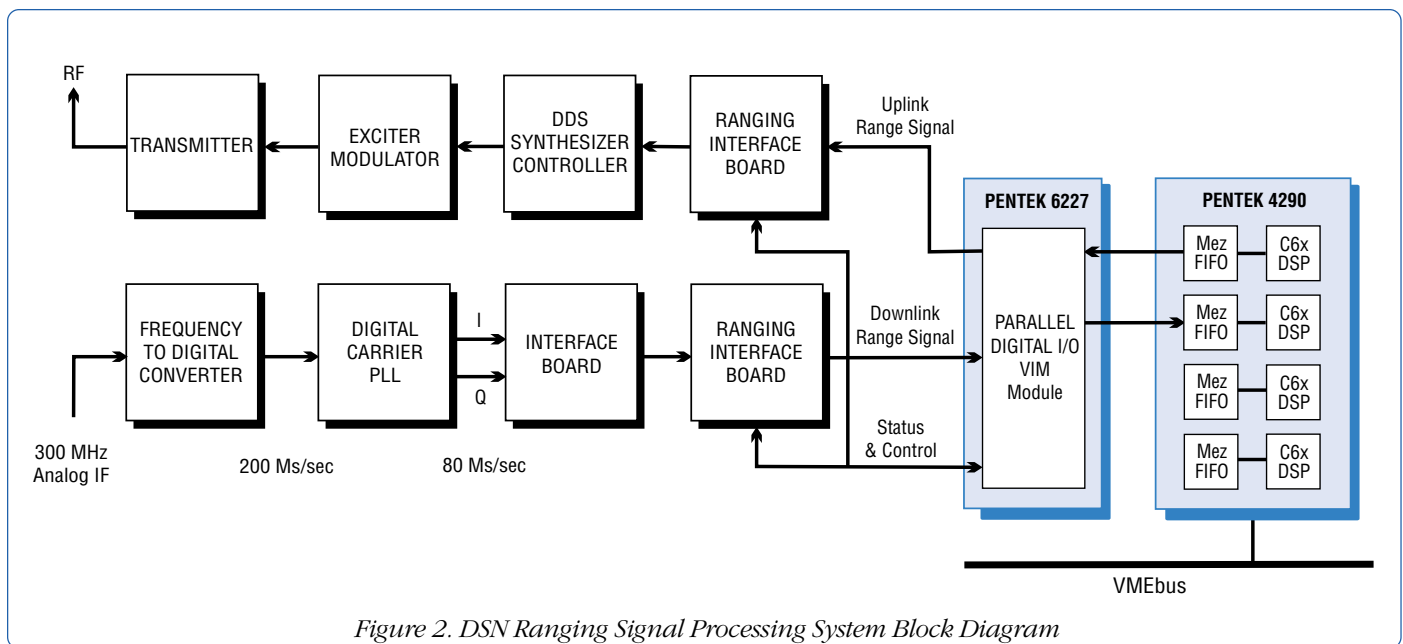 RF
TRANSMITTER
EXCITER
MODULATOR
DDS
SYNTHESIZER
CONTROLLER
RANGING
INTERFACE
BOARD
Uplink
Range Signal
PENTEK 6227
PARALLEL
DIGITAL I/O
VIM
Module
PENTEK 4290
Mez
FIFO
C6x
DSP
Mez
FIFO
C6x
DSP
Mez
FIFO
C6x
DSP
Mez
FIFO
C6x
DSP
FREQUENCY
TO DIGITAL
CONVERTER
DIGITAL
CARRIER
PLL
I
Q
INTERFACE
BOARD
RANGING
INTERFACE
BOARD
Downlink
Range Signal
Status
& Control
300 MHz
Analog IF
200 Ms/sec
80 Ms/sec
VMEbus
Figure 2. DSN Ranging Signal Processing System Block Diagram